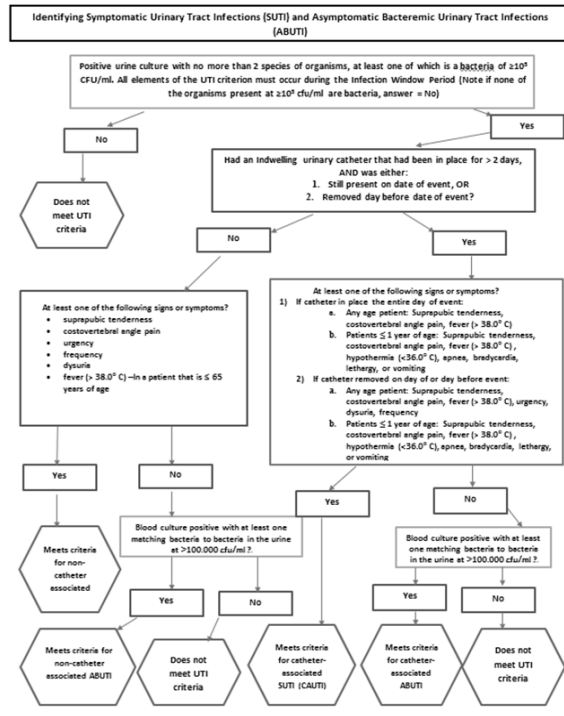 Identifying Symptomatic Urinary Tract Infections (SUTI) and Asymptomatic Bacteremic Urinary Tract Infections
(ABUTI)
Positive urine culture with no more than 2 species of organisms, at least one of which is a bacteria of ≥10⁵
CFU/ml. All elements of the UTI criterion must occur during the Infection Window Period (Note if none
of the organisms present at ≥10⁵ cfu/ml are bacteria, answer = No)
No
Yes
Does not
meet UTI
criteria
Had an Indwelling urinary catheter that had been in place for > 2 days,
AND was either:
1. Still present on date of event, OR
2. Removed day before date of event?
No
Yes
At least one of the following signs or symptoms?
• suprapubic tenderness
• costovertebral angle pain
• urgency
• frequency
• dysuria
• fever (> 38.0° C) –In a patient that is ≤ 65
years of age
At least one of the following signs or symptoms?
1) If catheter in place the entire day of event:
a. Any age patient: Suprapubic tenderness,
costovertebral angle pain, fever (> 38.0° C)
b. Patients ≤ 1 year of age: Suprapubic tenderness,
costovertebral angle pain, fever (> 38.0° C) ,
hypothermia (<36.0° C), apnea, bradycardia,
lethargy, or vomiting
2) If catheter removed on day of or day before event:
a. Any age patient: Suprapubic tenderness,
costovertebral angle pain, fever (> 38.0° C), urgency,
dysuria, frequency
b. Patients ≤ 1 year of age: Suprapubic tenderness,
costovertebral angle pain, fever (> 38.0° C) ,
hypothermia (<36.0° C), apnea, bradycardia, lethargy,
or vomiting
Yes
No
Yes
No
Meets criteria
for non-
catheter
associated
Blood culture positive with at least one
matching bacteria to bacteria in the urine
at >100.000 cfu/ml ?.
Blood culture positive with at least
one matching bacteria to bacteria
in the urine at >100.000 cfu/ml ?.
Yes
No
Yes
No
Meets criteria for
non-catheter
associated ABUTI
Does not
meet UTI
criteria
Meets criteria
for catheter-
associated
SUTI (CAUTI)
Meets criteria
for catheter-
associated
ABUTI
Does not
meet UTI
criteria